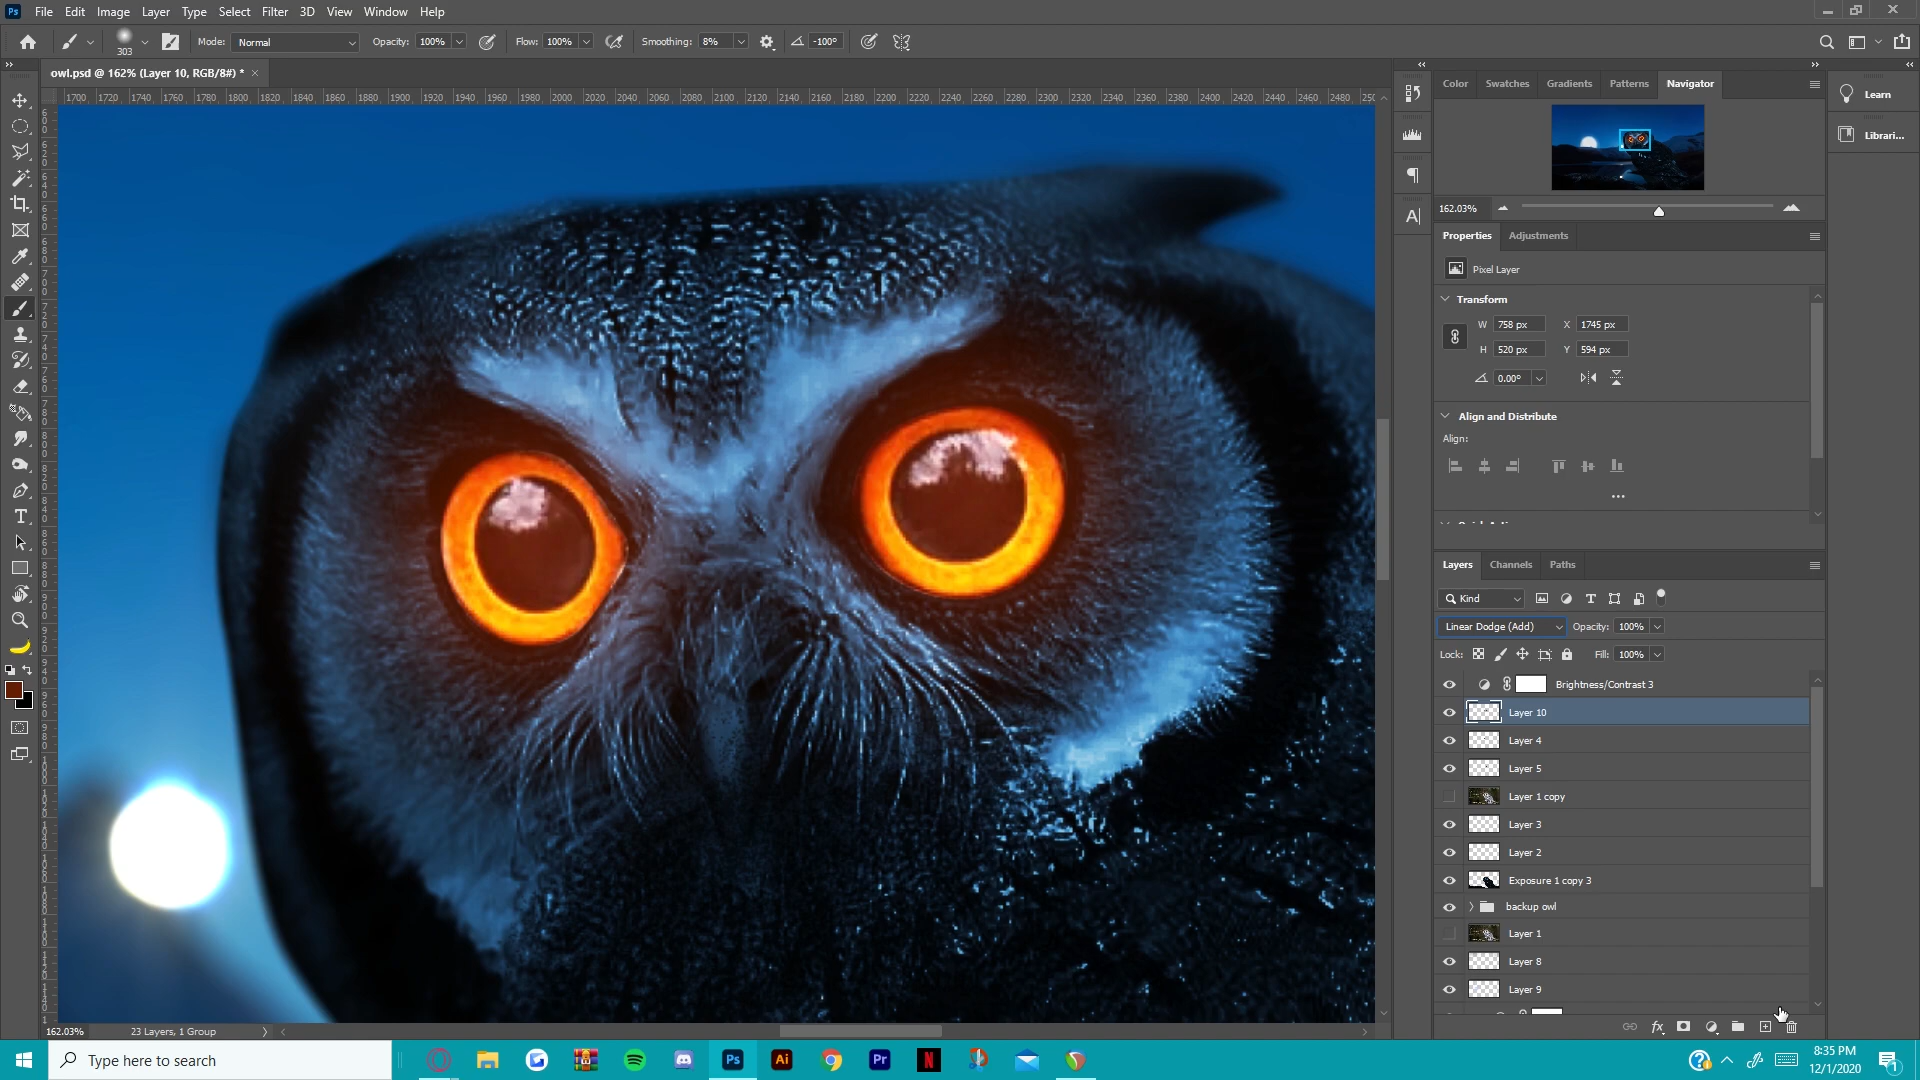 Ps File Edit Image Layer Type Select Filter 3D View Window Help
303 Mode: Normal Opacity: 100% Flow: 100% Smoothing: 8% -100°
owl.psd @ 162% (Layer 10, RGB/8#) *
1700 1720 1740 1760 1780 1800 1820 1840 1860 1880 1900 1920 1940 1960 1980 2000 2020 2040 2060 2080 2100 2120 2140 2160 2180 2200 2220 2240 2260 2280 2300 2320 2340 2360 2380 2400 2420 2440 2460 2480
Color Swatches Gradients Patterns Navigator
Learn
Librari...
162.03%
Properties Adjustments
Pixel Layer
Transform
W 758 px X 1745 px
H 520 px Y 594 px
0.00°
Align and Distribute
Align:
Layers Channels Paths
Kind
Linear Dodge (Add) Opacity: 100%
Lock: Fill: 100%
Brightness/Contrast 3
Layer 10
Layer 4
Layer 5
Layer 1 copy
Layer 3
Layer 2
Exposure 1 copy 3
backup owl
Layer 1
Layer 8
Layer 9
fx
162.03% 23 Layers, 1 Group
Type here to search
Ps Ai Pr N
8:35 PM
12/1/2020
1